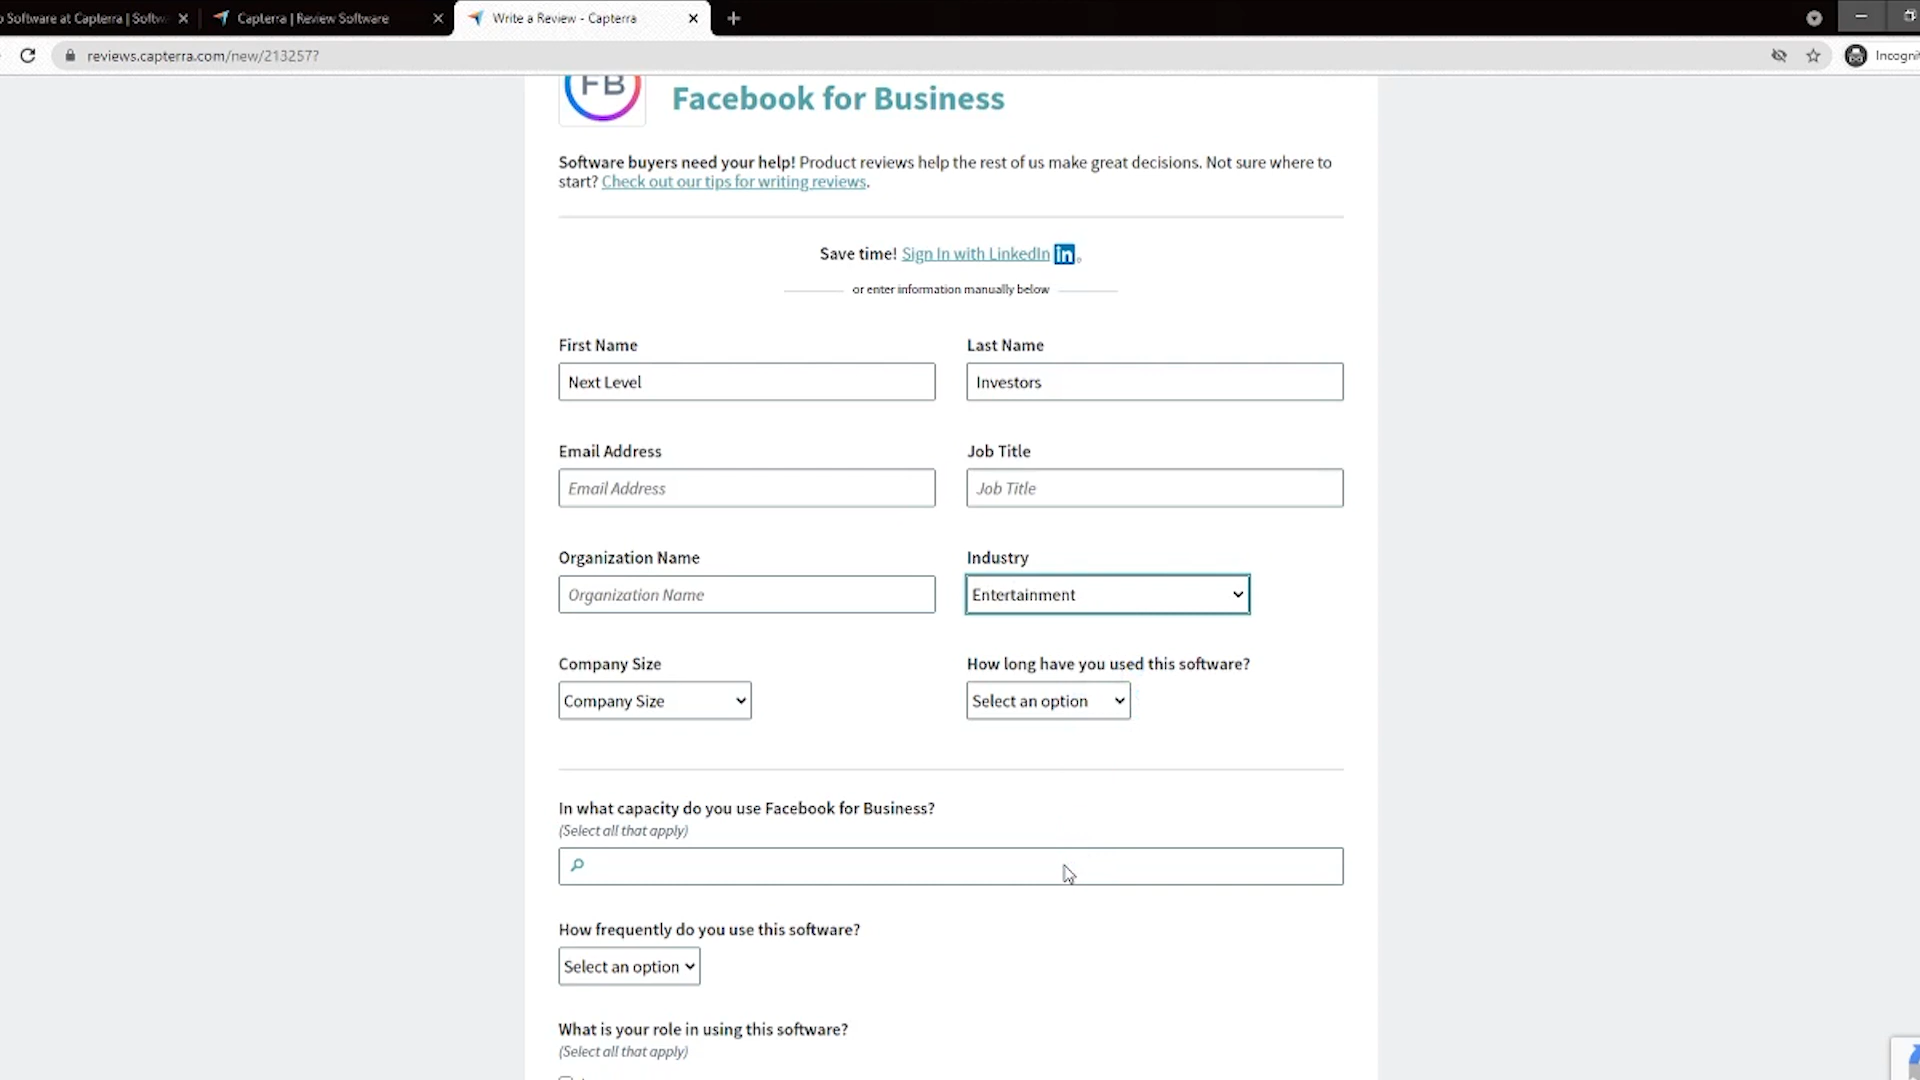 o Software at Capterra | Softw
Capterra | Review Software
Write a Review - Capterra
reviews.capterra.com/new/213257?
Incognit
FB
Facebook for Business
Software buyers need your help! Product reviews help the rest of us make great decisions. Not sure where to
start? Check out our tips for writing reviews.
Save time! Sign In with LinkedIn in
or enter information manually below
First Name
Last Name
Next Level
Investors
Email Address
Job Title
Email Address
Job Title
Organization Name
Industry
Organization Name
Entertainment
Company Size
How long have you used this software?
Company Size
Select an option
In what capacity do you use Facebook for Business?
(Select all that apply)
How frequently do you use this software?
Select an option
What is your role in using this software?
(Select all that apply)